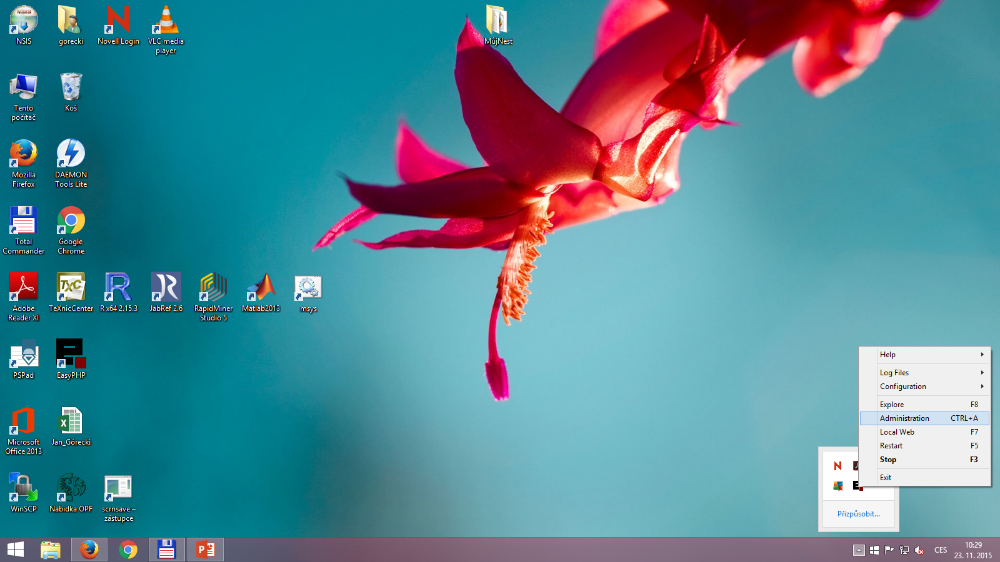 NSIS
gorecki
Novell Login
VLC media
player
MůjNest
Tento
počítač
Koš
Mozilla
Firefox
DAEMON
Tools Lite
Total
Commander
Google
Chrome
Adobe
Reader XI
TeXnicCenter
R x64 2.15.3
JabRef 2.6
RapidMiner
Studio 5
Matlab2013
msys
PSPad
EasyPHP
Microsoft
Office 2013
Jan_Górecki
WinSCP
Nabidka OPF
scrnsave –
zástupce
Help
Log Files
Configuration
Explore F8
Administration CTRL+A
Local Web F7
Restart F5
Stop F3
Exit
Přizpůsobit...
CES
10:29
23. 11. 2015